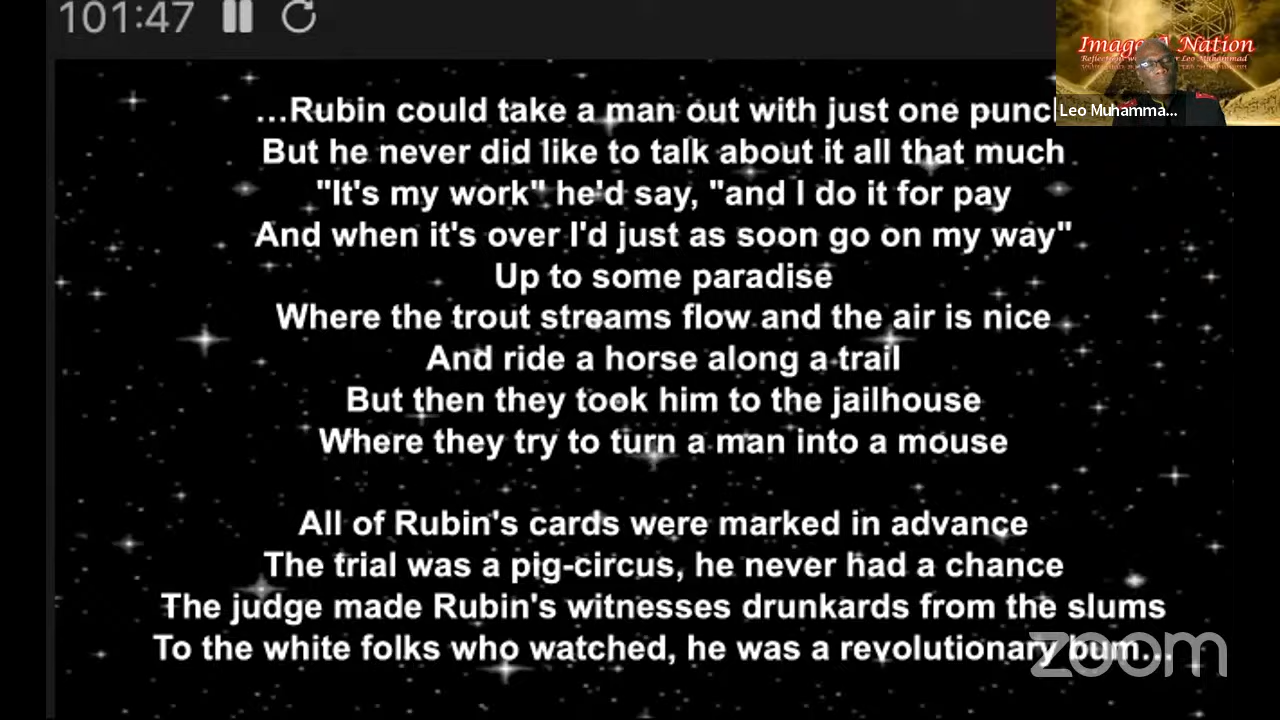 101:47
Image A Nation
Leo Muhamma...
...Rubin could take a man out with just one punc
But he never did like to talk about it all that much
"It's my work" he'd say, "and I do it for pay
And when it's over I'd just as soon go on my way"
Up to some paradise
Where the trout streams flow and the air is nice
And ride a horse along a trail
But then they took him to the jailhouse
Where they try to turn a man into a mouse
All of Rubin's cards were marked in advance
The trial was a pig-circus, he never had a chance
The judge made Rubin's witnesses drunkards from the slums
To the white folks who watched, he was a revolutionary bum...
zoom